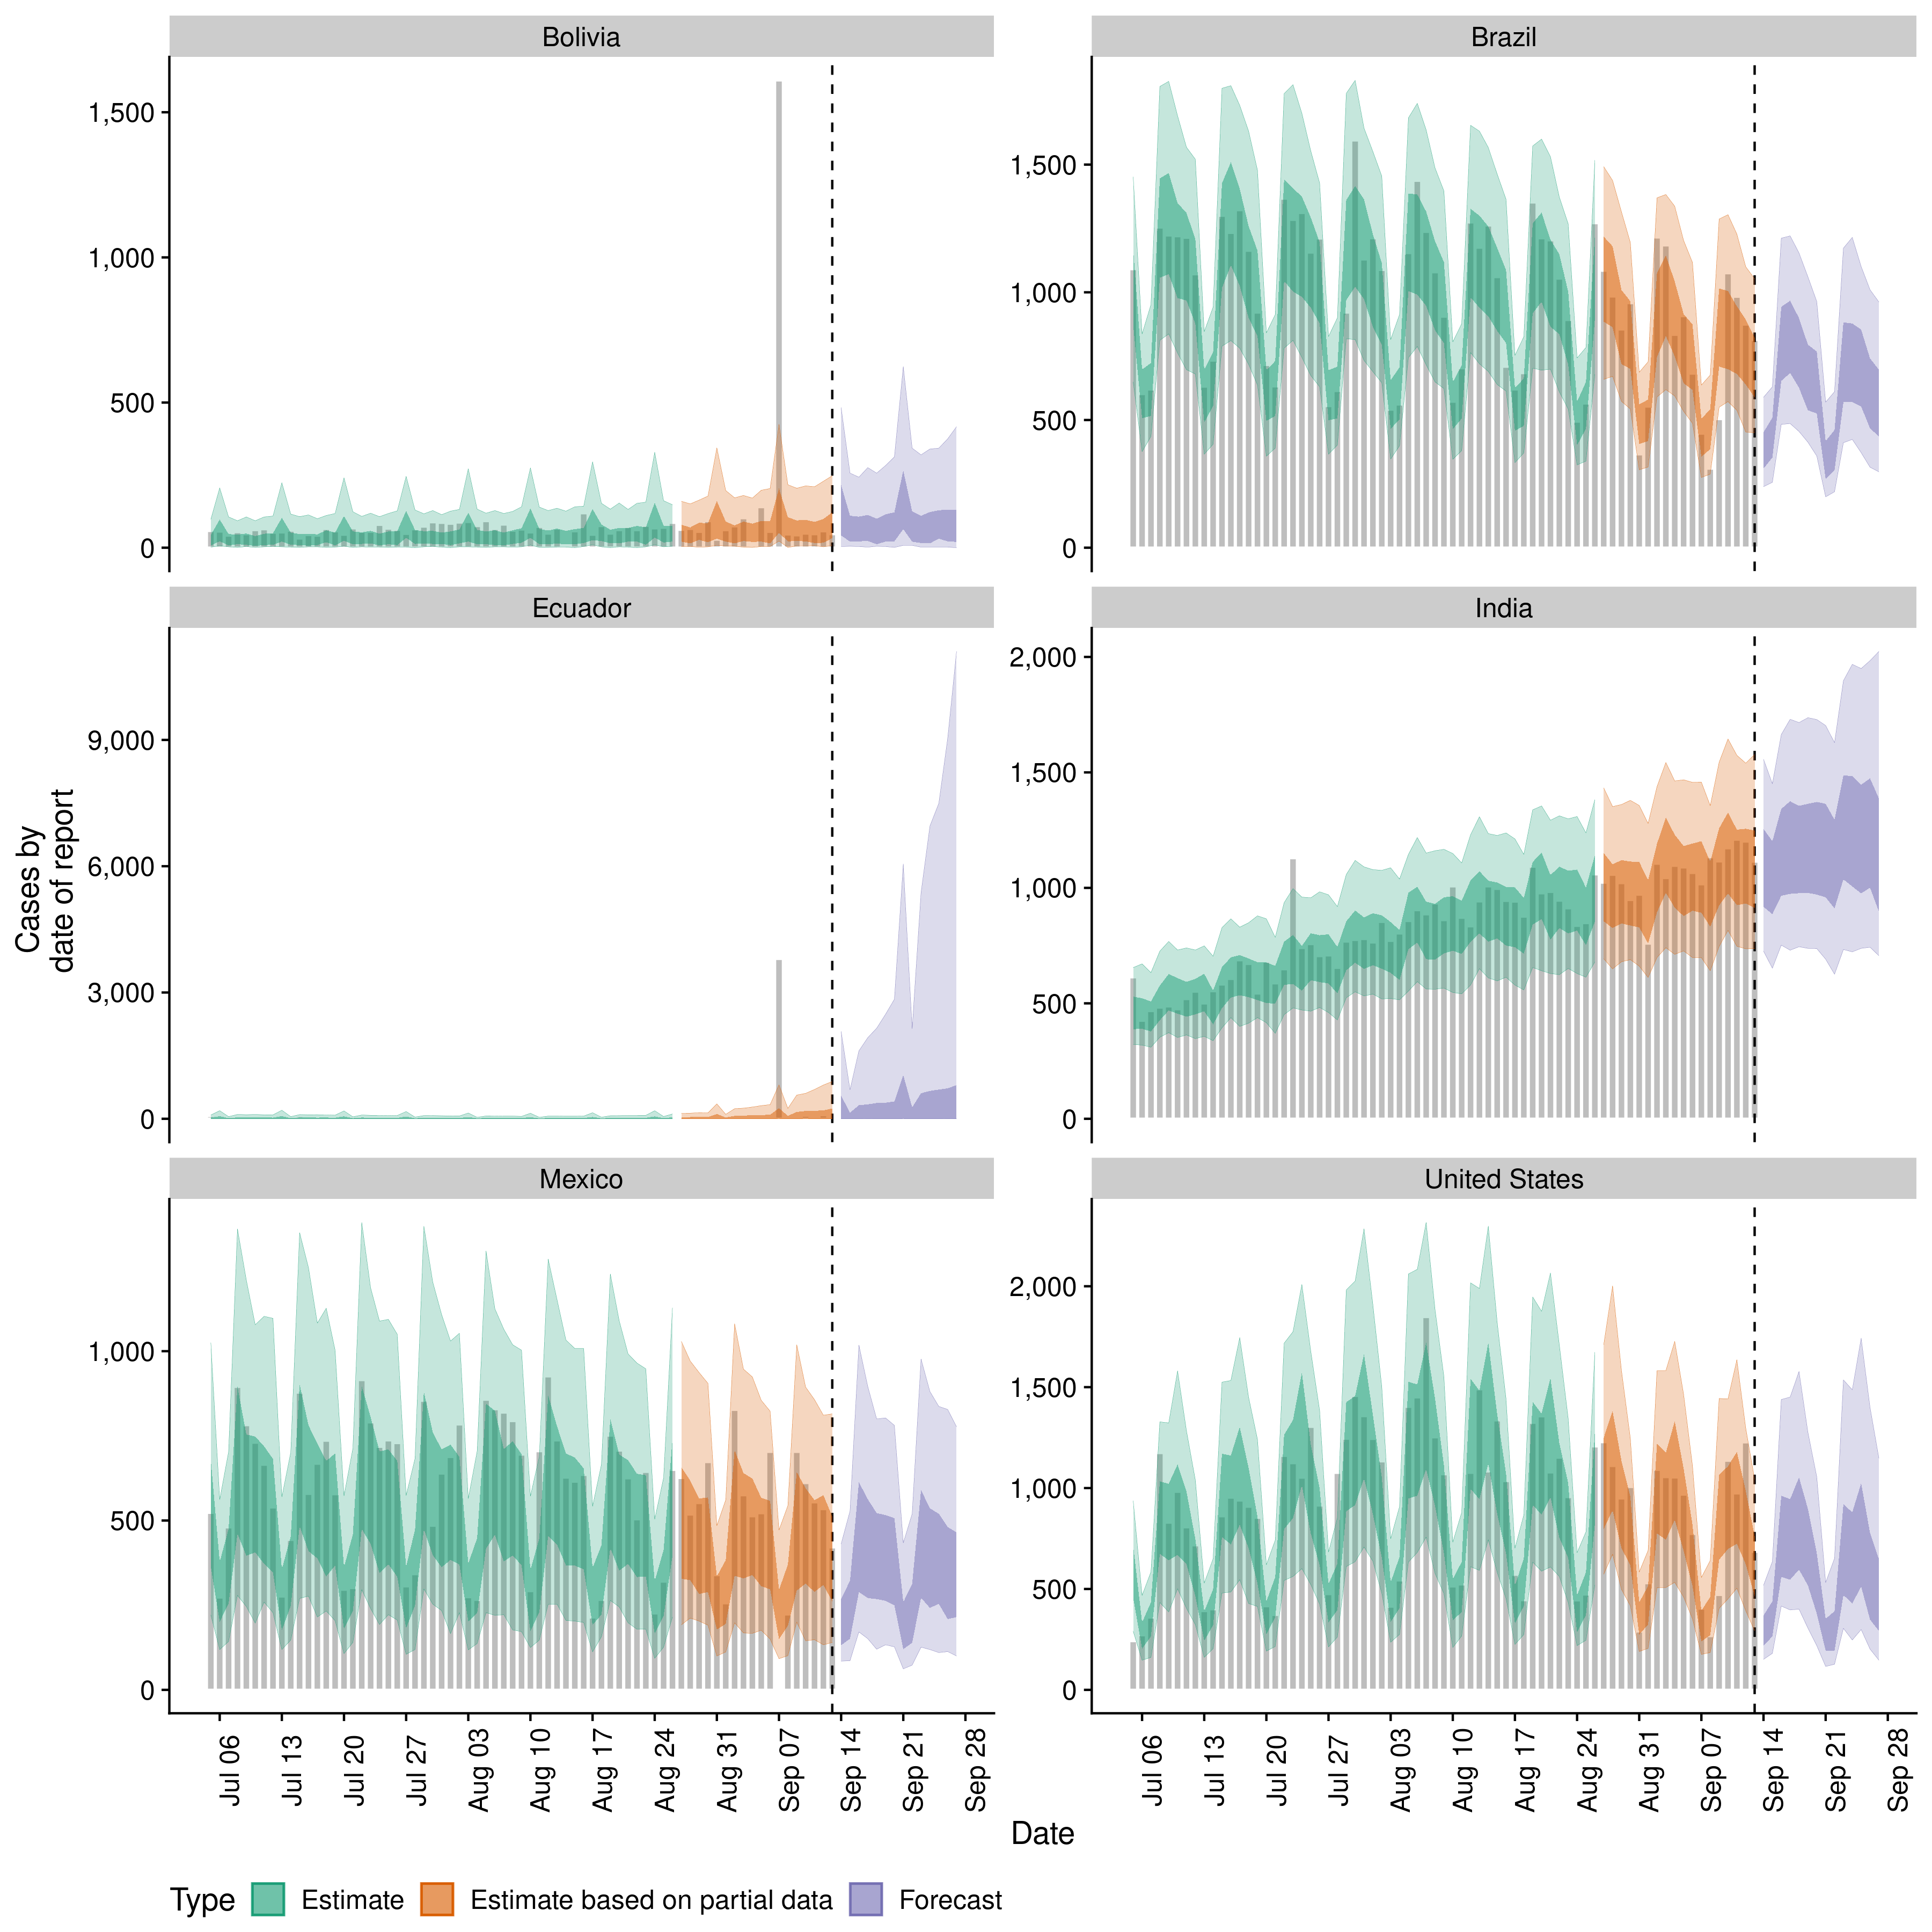 Bolivia
Brazil
1,500
1,000
500
0
1,500
1,000
500
0
Ecuador
India
9,000
6,000
3,000
0
2,000
1,500
1,000
500
0
Cases by
date of report
Mexico
United States
1,000
500
0
2,000
1,500
1,000
500
0
Jul 06
Jul 13
Jul 20
Jul 27
Aug 03
Aug 10
Aug 17
Aug 24
Aug 31
Sep 07
Sep 14
Sep 21
Sep 28
Jul 06
Jul 13
Jul 20
Jul 27
Aug 03
Aug 10
Aug 17
Aug 24
Aug 31
Sep 07
Sep 14
Sep 21
Sep 28
Date
Type Estimate Estimate based on partial data Forecast